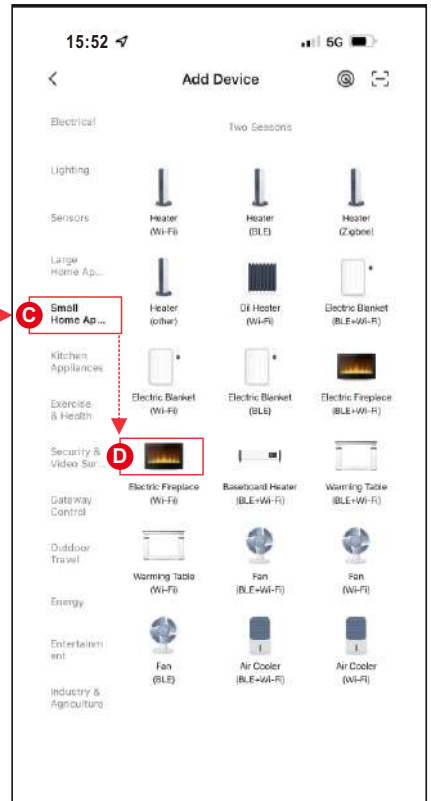 15:52
5G
Add Device
Electrical
Lighting
Sensors
Large
Home Ap...
C
Small
Home Ap...
Kitchen
Appliances
Exercise
& Health
Security &
Video Sur...
Gateway
Control
Outdoor
Travel
Energy
Entertainm
ent
Industry &
Agriculture
Two Seasons
Heater
(Wi-Fi)
Heater
(BLE)
Heater
(Zigbee)
Heater
(other)
Oil Heater
(Wi-Fi)
Electric Blanket
(BLE+Wi-Fi)
Electric Blanket
(Wi-Fi)
Electric Blanket
(BLE)
Electric Fireplace
(BLE+Wi-Fi)
D
Electric Fireplace
(Wi-Fi)
Baseboard Heater
(BLE+Wi-Fi)
Warming Table
(BLE+Wi-Fi)
Warming Table
(Wi-Fi)
Fan
(BLE+Wi-Fi)
Fan
(Wi-Fi)
Fan
(BLE)
Air Cooler
(BLE+Wi-Fi)
Air Cooler
(Wi-Fi)